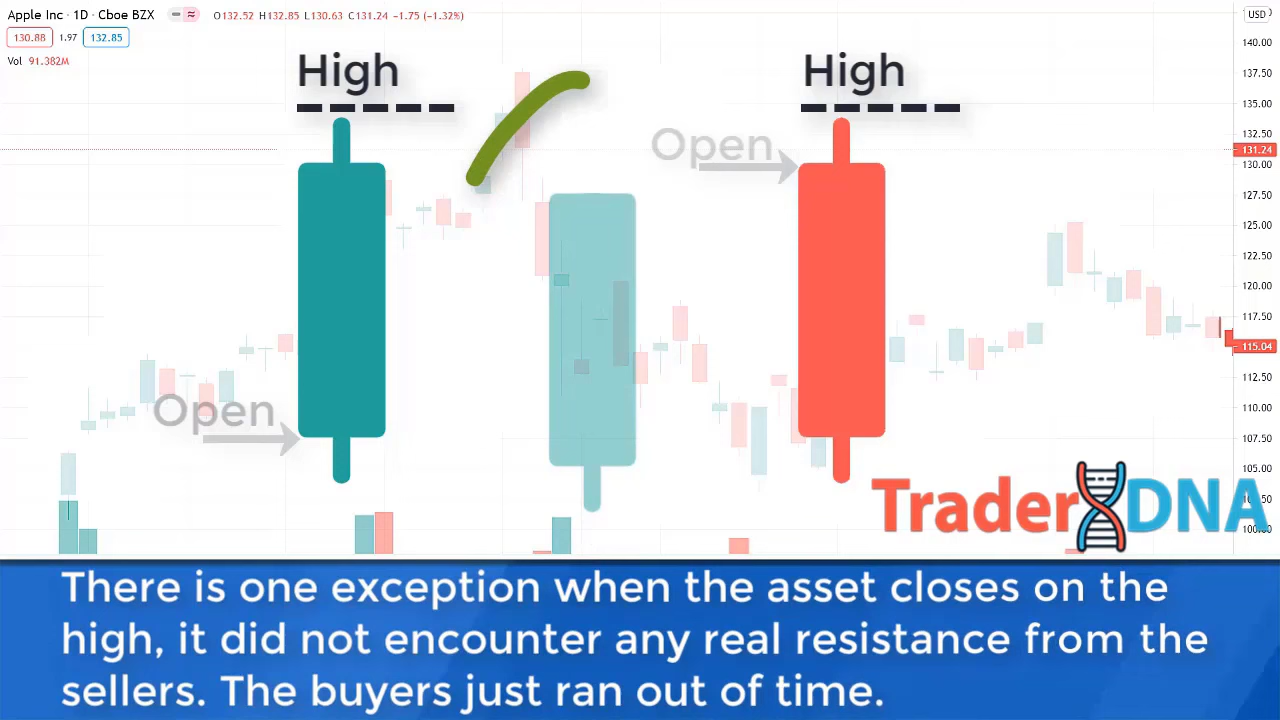 Apple Inc · 1D · Cboe BZX O132.52 H132.85 L130.63 C131.24 −1.75 (−1.32%)
USD
130.88 1.97 132.85
Vol 91.382M
High
High
Open
Open
140.00
137.50
135.00
132.50
131.24
130.00
127.50
125.00
122.50
120.00
117.50
115.04
112.50
110.00
107.50
105.00
TraderDNA
There is one exception when the asset closes on the
high, it did not encounter any real resistance from the
sellers. The buyers just ran out of time.